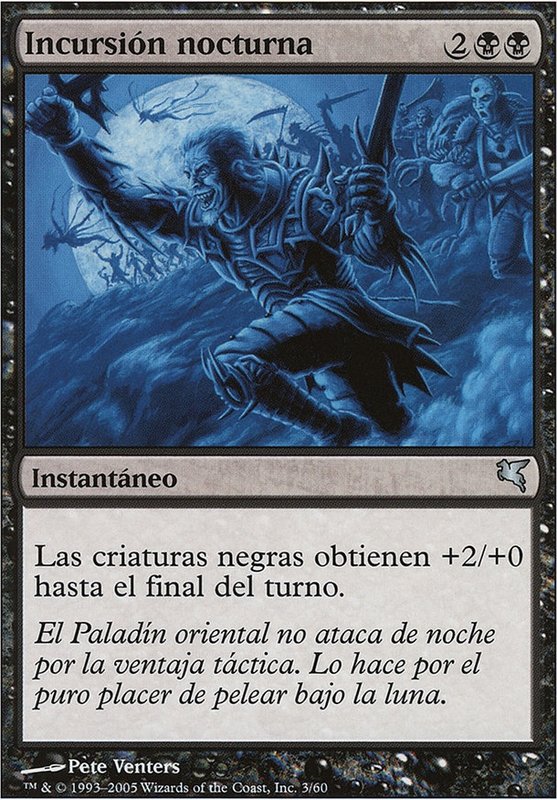 Incursión nocturna 2
Instantáneo
Las criaturas negras obtienen +2/+0
hasta el final del turno.
El Paladín oriental no ataca de noche
por la ventaja táctica. Lo hace por el
puro placer de pelear bajo la luna.
Pete Venters
™ & © 1993–2005 Wizards of the Coast, Inc. 3/60